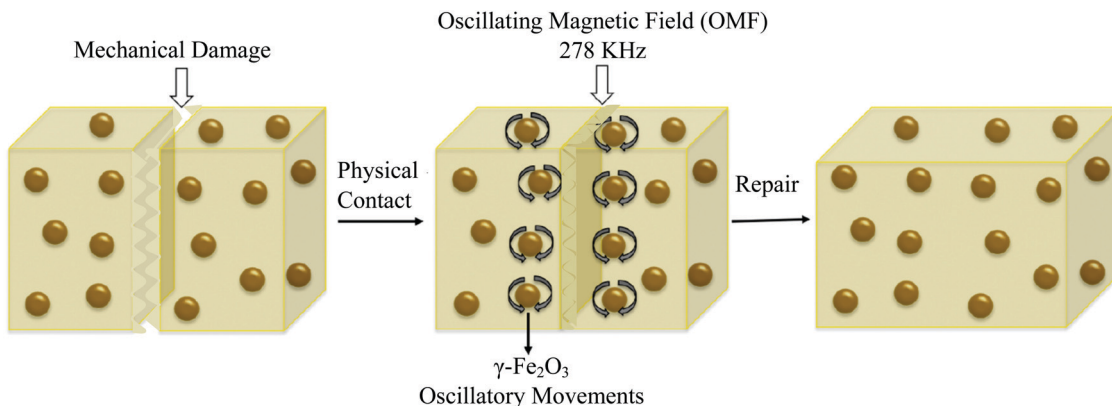 Mechanical Damage
Oscillating Magnetic Field (OMF)
278 KHz
Physical
Contact
Repair
γ-Fe₂O₃
Oscillatory Movements